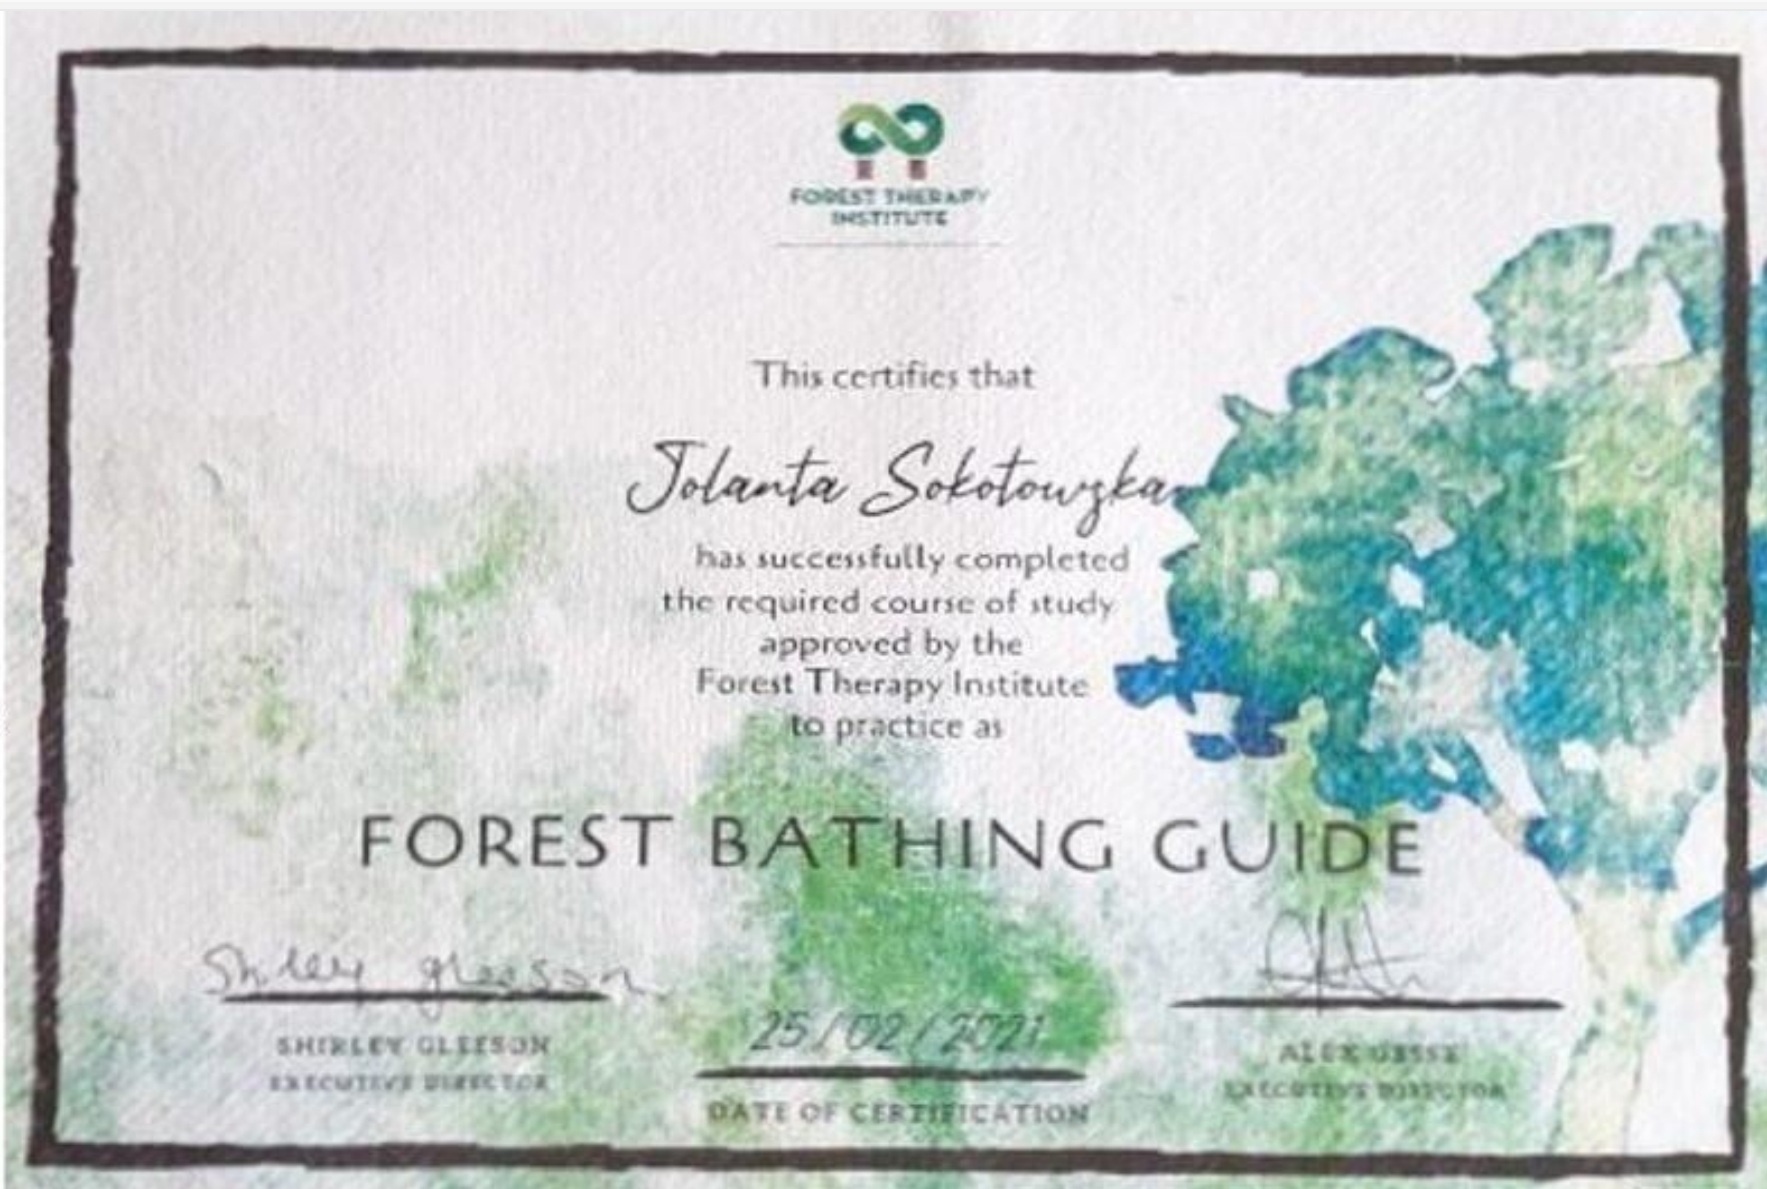 FOREST THERAPY
INSTITUTE
This certifies that
Jolanta Sokołowska
has successfully completed
the required course of study
approved by the
Forest Therapy Institute
to practice as
FOREST BATHING GUIDE
Shirley gleeson
25/02/2021
SHIRLEY GLEESON
ALEX GESSE
EXECUTIVE DIRECTOR
EXECUTIVE DIRECTOR
DATE OF CERTIFICATION